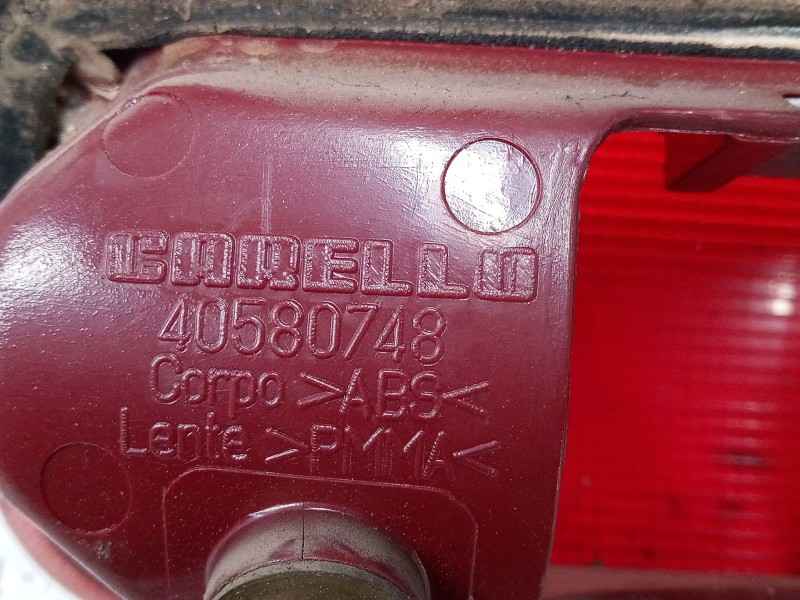 CARELLO
40580748
Corpo >ABS<
Lente >PMMA<